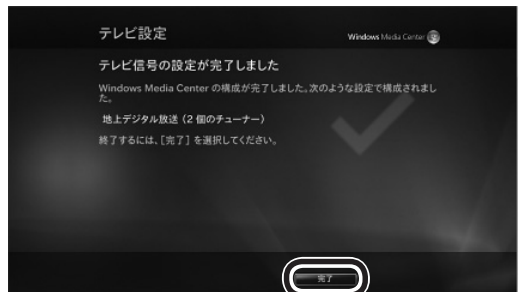 テレビ設定
Windows Media Center
テレビ信号の設定が完了しました
Windows Media Center の構成が完了しました。次のような設定で構成されまし
た。
地上デジタル放送（2 個のチューナー）
終了するには、［完了］を選択してください。
完了